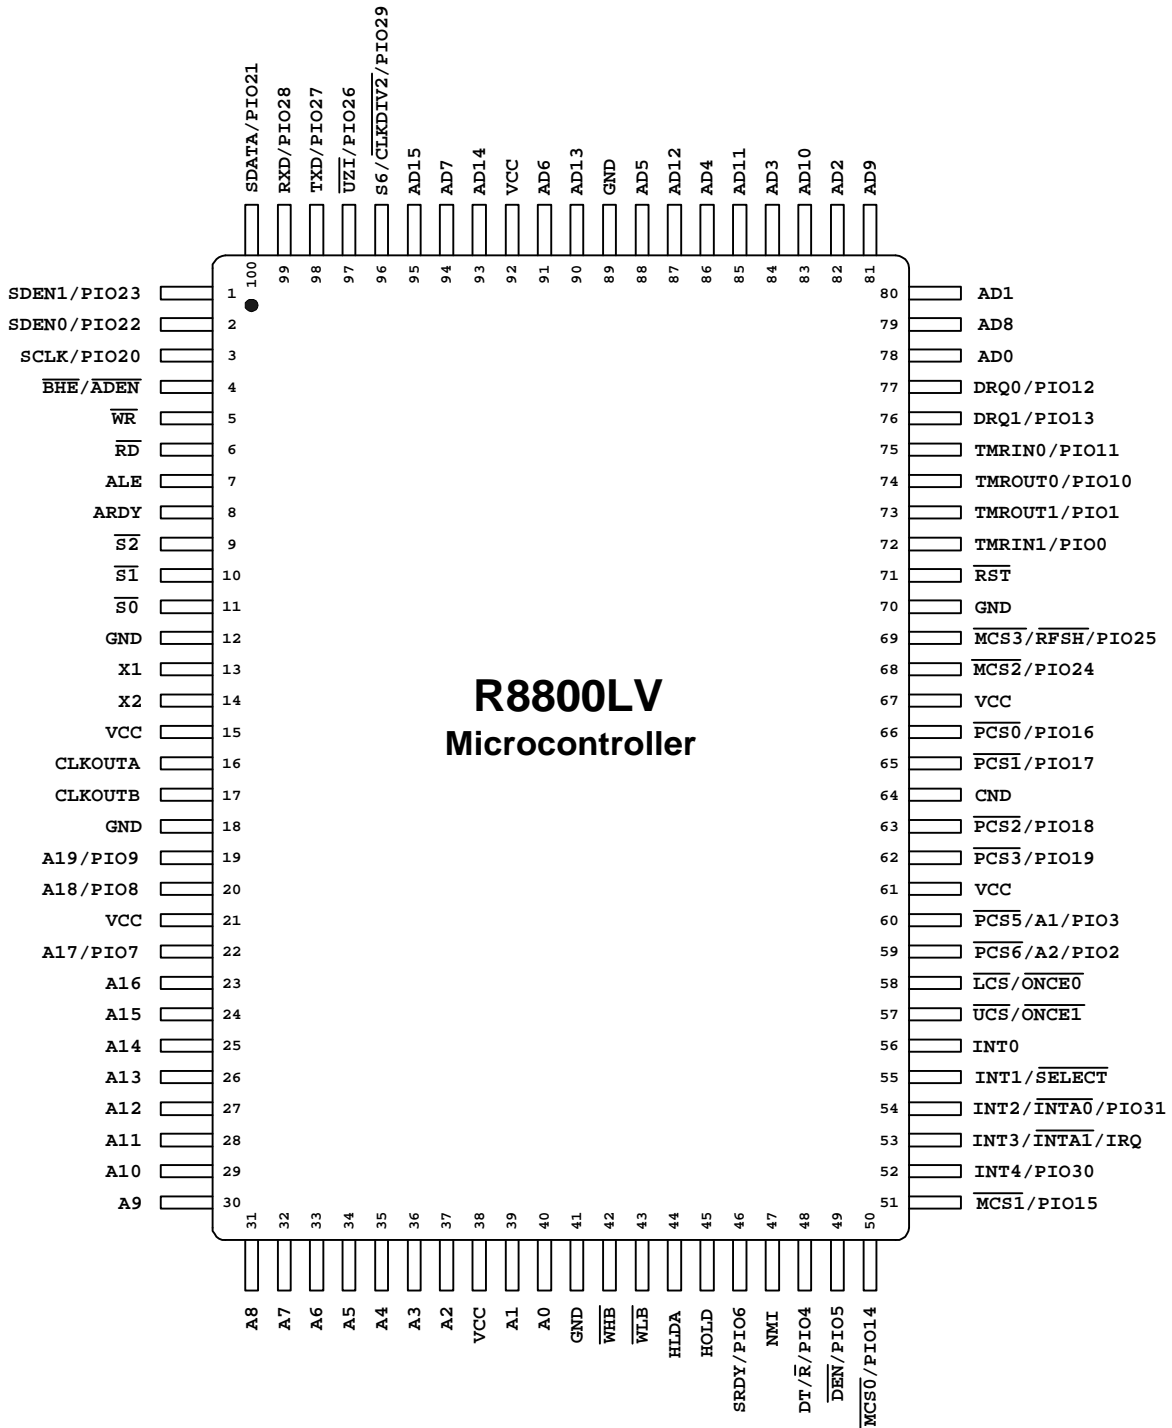 SDATA/PIO21
RXD/PIO28
TXD/PIO27
UZI/PIO26
S6/CLKDIV2/PIO29
AD15
AD7
AD14
VCC
AD6
AD13
GND
AD5
AD12
AD4
AD11
AD3
AD10
AD2
AD9
100
99
98
97
96
95
94
93
92
91
90
89
88
87
86
85
84
83
82
81
SDEN1/PIO23 1
SDEN0/PIO22 2
SCLK/PIO20 3
BHE/ADEN 4
WR 5
RD 6
ALE 7
ARDY 8
S2 9
S1 10
S0 11
GND 12
X1 13
X2 14
VCC 15
CLKOUTA 16
CLKOUTB 17
GND 18
A19/PIO9 19
A18/PIO8 20
VCC 21
A17/PIO7 22
A16 23
A15 24
A14 25
A13 26
A12 27
A11 28
A10 29
A9 30
R8800LV
Microcontroller
80 AD1
79 AD8
78 AD0
77 DRQ0/PIO12
76 DRQ1/PIO13
75 TMRIN0/PIO11
74 TMROUT0/PIO10
73 TMROUT1/PIO1
72 TMRIN1/PIO0
71 RST
70 GND
69 MCS3/RFSH/PIO25
68 MCS2/PIO24
67 VCC
66 PCS0/PIO16
65 PCS1/PIO17
64 CND
63 PCS2/PIO18
62 PCS3/PIO19
61 VCC
60 PCS5/A1/PIO3
59 PCS6/A2/PIO2
58 LCS/ONCE0
57 UCS/ONCE1
56 INT0
55 INT1/SELECT
54 INT2/INTA0/PIO31
53 INT3/INTA1/IRQ
52 INT4/PIO30
51 MCS1/PIO15
31
32
33
34
35
36
37
38
39
40
41
42
43
44
45
46
47
48
49
50
A8
A7
A6
A5
A4
A3
A2
VCC
A1
A0
GND
WHB
WLB
HLDA
HOLD
SRDY/PIO6
NMI
DT/R/PIO4
DEN/PIO5
MCS0/PIO14